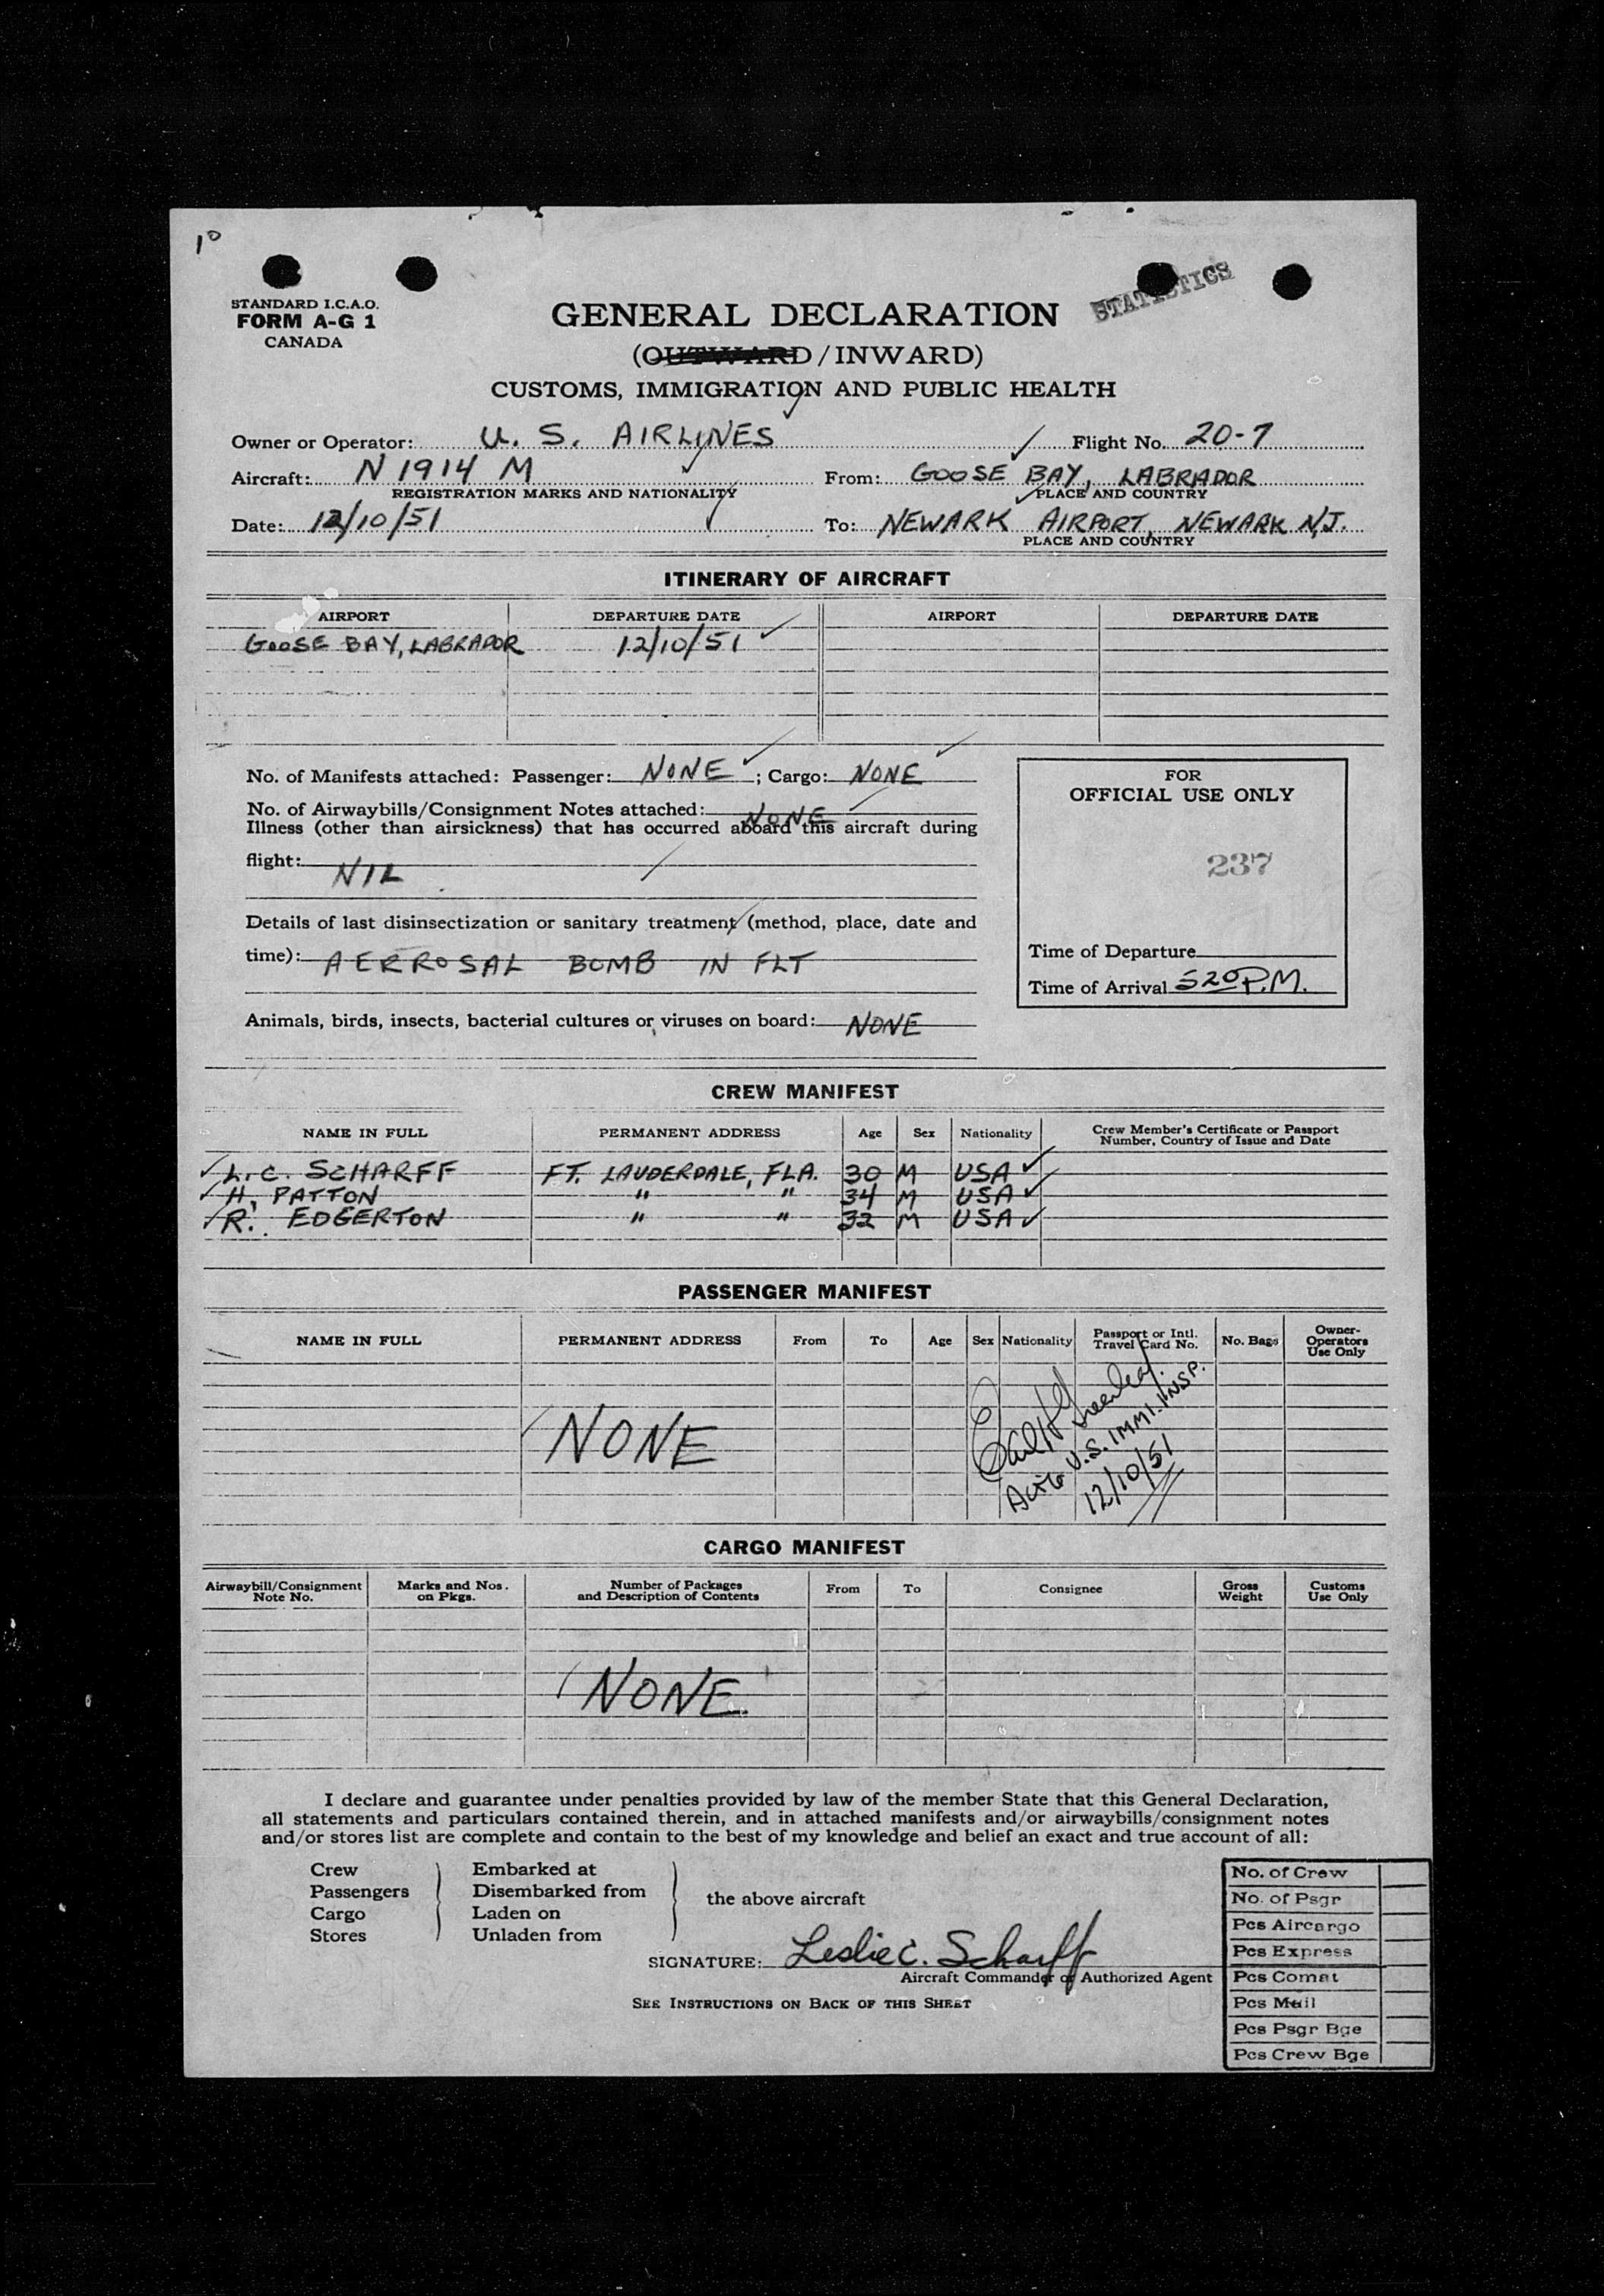 10
STANDARD I.C.A.O.
FORM A-G 1
CANADA
STATISTICS
GENERAL DECLARATION
(OUTWARD/INWARD)
CUSTOMS, IMMIGRATION AND PUBLIC HEALTH
Owner or Operator: U. S. AIRLINES Flight No. 20-7
Aircraft: N 1914 M From: GOOSE BAY, LABRADOR
REGISTRATION MARKS AND NATIONALITY PLACE AND COUNTRY
Date: 12/10/51 To: NEWARK AIRPORT, NEWARK N.J.
PLACE AND COUNTRY
ITINERARY OF AIRCRAFT
AIRPORT DEPARTURE DATE AIRPORT DEPARTURE DATE
GOOSE BAY, LABRADOR 12/10/51
No. of Manifests attached: Passenger: NONE ; Cargo: NONE
No. of Airwaybills/Consignment Notes attached: NONE
Illness (other than airsickness) that has occurred aboard this aircraft during
flight: NIL
Details of last disinsectization or sanitary treatment (method, place, date and
time): AERROSAL BOMB IN FLT
Animals, birds, insects, bacterial cultures or viruses on board: NONE
FOR
OFFICIAL USE ONLY
237
Time of Departure
Time of Arrival 520 P.M.
CREW MANIFEST
NAME IN FULL PERMANENT ADDRESS Age Sex Nationality Crew Member's Certificate or Passport
Number, Country of Issue and Date
L. C. SCHARFF FT. LAUDERDALE, FLA. 30 M USA
H. PATTON " " 34 M USA
R. EDGERTON " " 32 M USA
PASSENGER MANIFEST
NAME IN FULL PERMANENT ADDRESS From To Age Sex Nationality Passport or Intl.
Travel Card No. No. Bags Owner-
Operators
Use Only
NONE
U.S. IMMI. INSP.
12/10/51
CARGO MANIFEST
Airwaybill/Consignment
Note No. Marks and Nos.
on Pkgs. Number of Packages
and Description of Contents From To Consignee Gross
Weight Customs
Use Only
NONE
I declare and guarantee under penalties provided by law of the member State that this General Declaration,
all statements and particulars contained therein, and in attached manifests and/or airwaybills/consignment notes
and/or stores list are complete and contain to the best of my knowledge and belief an exact and true account of all:
Crew Embarked at
Passengers Disembarked from
Cargo Laden on
Stores Unladen from
the above aircraft
SIGNATURE: Leslie C. Scharff
Aircraft Commander or Authorized Agent
SEE INSTRUCTIONS ON BACK OF THIS SHEET
No. of Crew
No. of Psgr
Pcs Aircargo
Pcs Express
Pcs Comat
Pcs Mail
Pcs Psgr Bge
Pcs Crew Bge